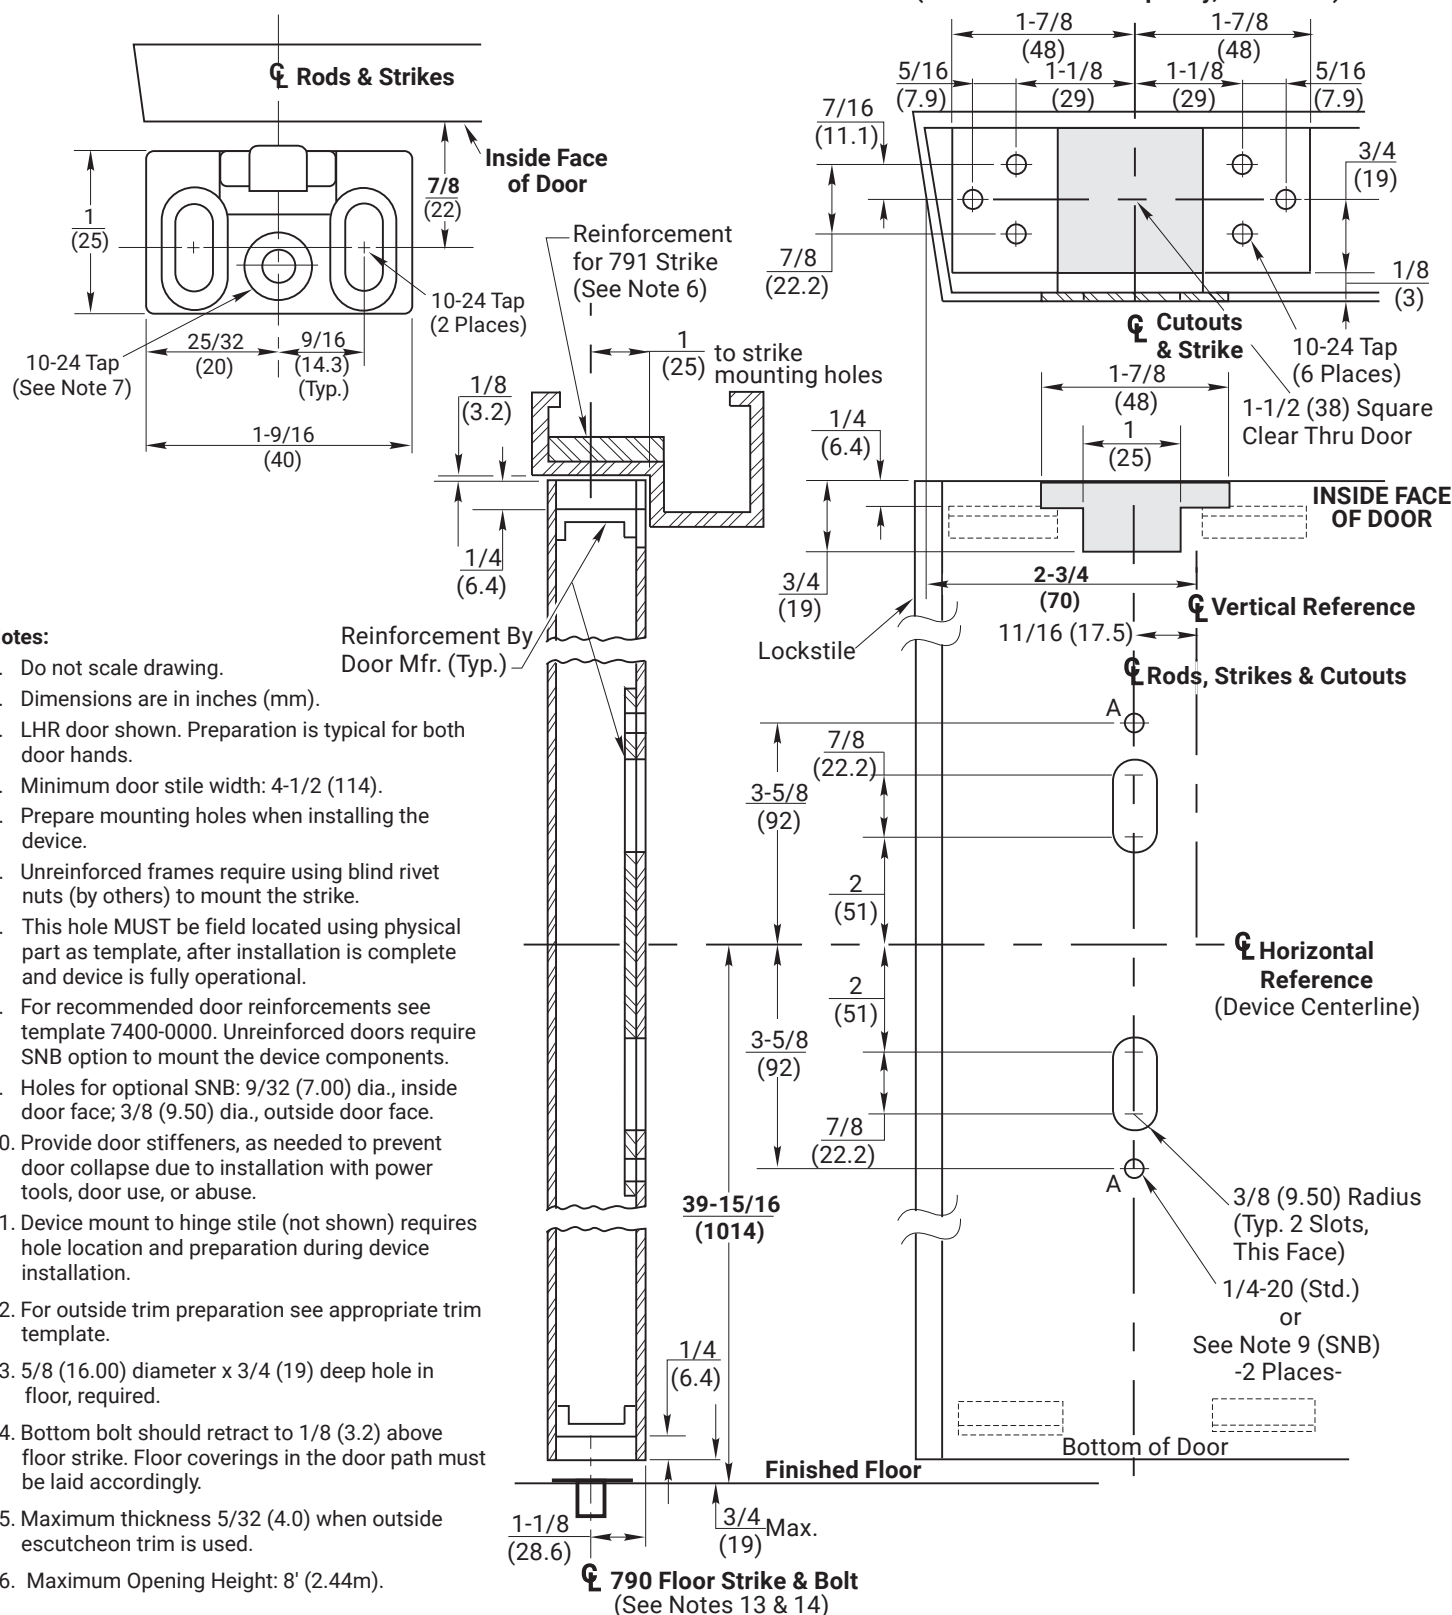 1-7/8
(48)
1-7/8
(48)
℄ Rods & Strikes
5/16
(7.9)
1-1/8
(29)
1-1/8
(29)
5/16
(7.9)
7/16
(11.1)
3/4
(19)
Inside Face
of Door
7/8
(22)
1
(25)
Reinforcement
for 791 Strike
(See Note 6)
7/8
(22.2)
1/8
(3)
10-24 Tap
(2 Places)
℄ Cutouts
& Strike
10-24 Tap
(6 Places)
25/32
(20)
9/16
(14.3)
(Typ.)
10-24 Tap
(See Note 7)
1
(25)
to strike
mounting holes
1-7/8
(48)
1-1/2 (38) Square
Clear Thru Door
1/8
(3.2)
1/4
(6.4)
1
(25)
1-9/16
(40)
INSIDE FACE
OF DOOR
1/4
(6.4)
3/4
(19)
2-3/4
(70)
℄ Vertical Reference
11/16 (17.5)
Lockstile
℄ Rods, Strikes & Cutouts
Reinforcement By
Door Mfr. (Typ.)
otes:
. Do not scale drawing.
. Dimensions are in inches (mm).
. LHR door shown. Preparation is typical for both
door hands.
. Minimum door stile width: 4-1/2 (114).
. Prepare mounting holes when installing the
device.
. Unreinforced frames require using blind rivet
nuts (by others) to mount the strike.
. This hole MUST be field located using physical
part as template, after installation is complete
and device is fully operational.
. For recommended door reinforcements see
template 7400-0000. Unreinforced doors require
SNB option to mount the device components.
. Holes for optional SNB: 9/32 (7.00) dia., inside
door face; 3/8 (9.50) dia., outside door face.
0. Provide door stiffeners, as needed to prevent
door collapse due to installation with power
tools, door use, or abuse.
1. Device mount to hinge stile (not shown) requires
hole location and preparation during device
installation.
2. For outside trim preparation see appropriate trim
template.
3. 5/8 (16.00) diameter x 3/4 (19) deep hole in
floor, required.
4. Bottom bolt should retract to 1/8 (3.2) above
floor strike. Floor coverings in the door path must
be laid accordingly.
5. Maximum thickness 5/32 (4.0) when outside
escutcheon trim is used.
6. Maximum Opening Height: 8' (2.44m).
A
7/8
(22.2)
3-5/8
(92)
2
(51)
℄ Horizontal
Reference
(Device Centerline)
2
(51)
3-5/8
(92)
7/8
(22.2)
A
39-15/16
(1014)
3/8 (9.50) Radius
(Typ. 2 Slots,
This Face)
1/4-20 (Std.)
or
See Note 9 (SNB)
-2 Places-
1/4
(6.4)
Bottom of Door
Finished Floor
1-1/8
(28.6)
3/4
(19)
Max.
℄ 790 Floor Strike & Bolt
(See Notes 13 & 14)